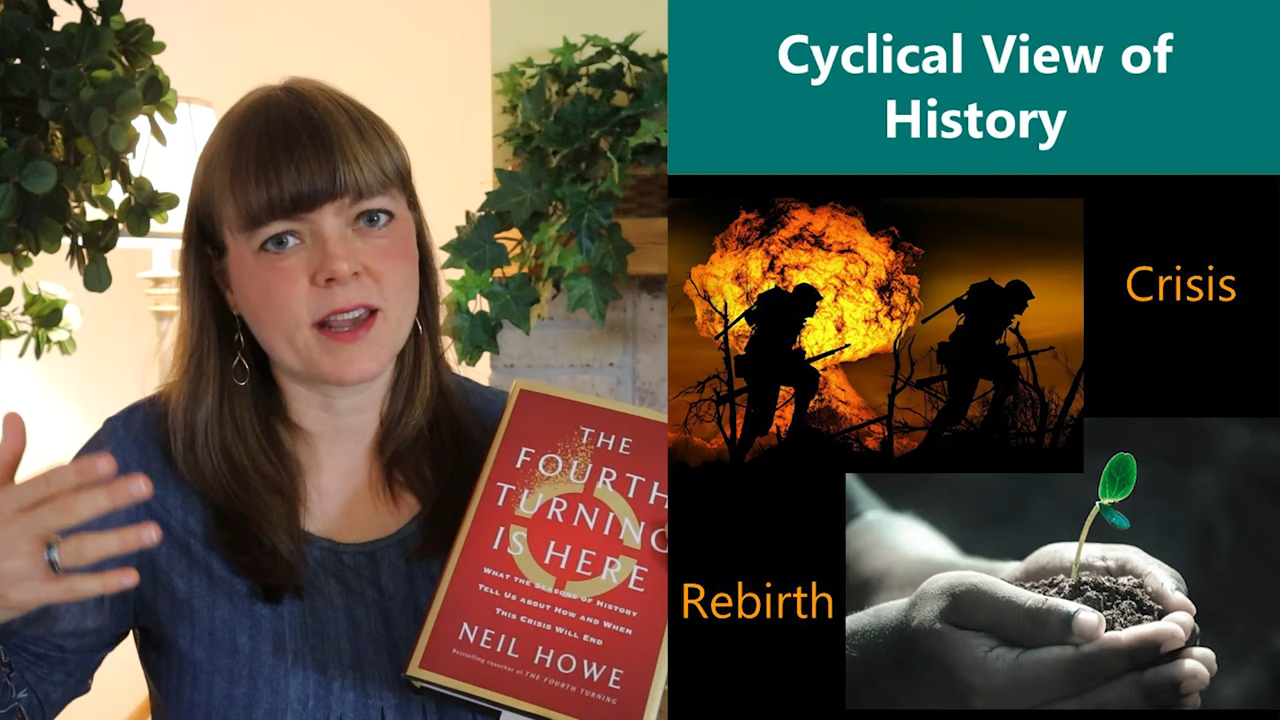 THE
FOURTH
TURNING
IS HERE
WHAT THE SEASONS OF HISTORY
TELL US ABOUT HOW AND WHEN
THIS CRISIS WILL END
NEIL HOWE
Bestselling coauthor of THE FOURTH TURNING
Cyclical View of
History
Crisis
Rebirth